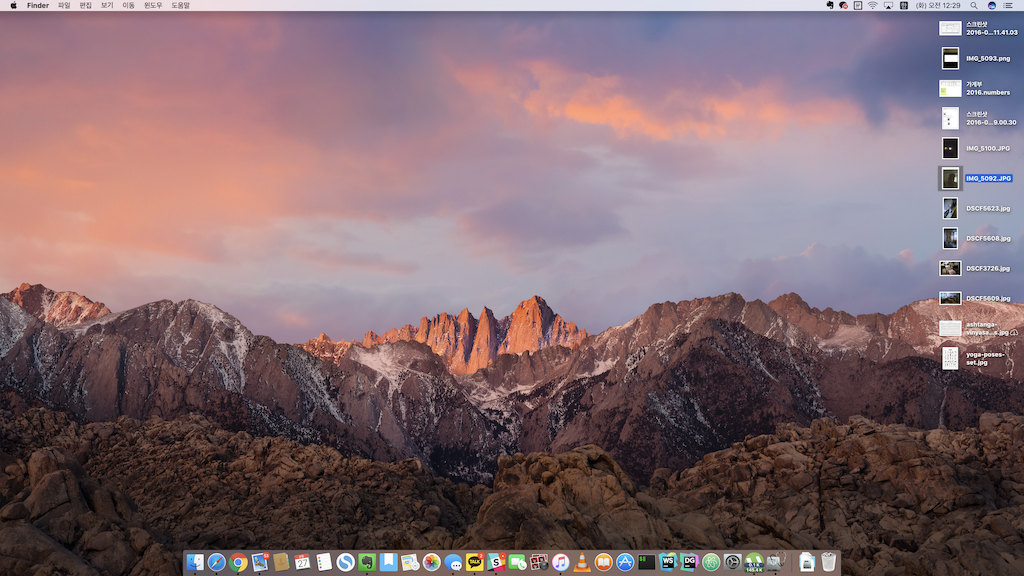 Finder 파일 편집 보기 이동 윈도우 도움말 (화) 오전 12:29
스크린샷
2016-0...11.41.03
IMG_5093.png
가계부
2016.numbers
스크린샷
2016-0...9.00.30
IMG_5100.JPG
IMG_5092.JPG
DSCF5623.jpg
DSCF5608.jpg
DSCF3726.jpg
DSCF5609.jpg
ashtanga-
vinyasa...s.jpg
yoga-poses-
set.jpg
27
TALK
WS
DG